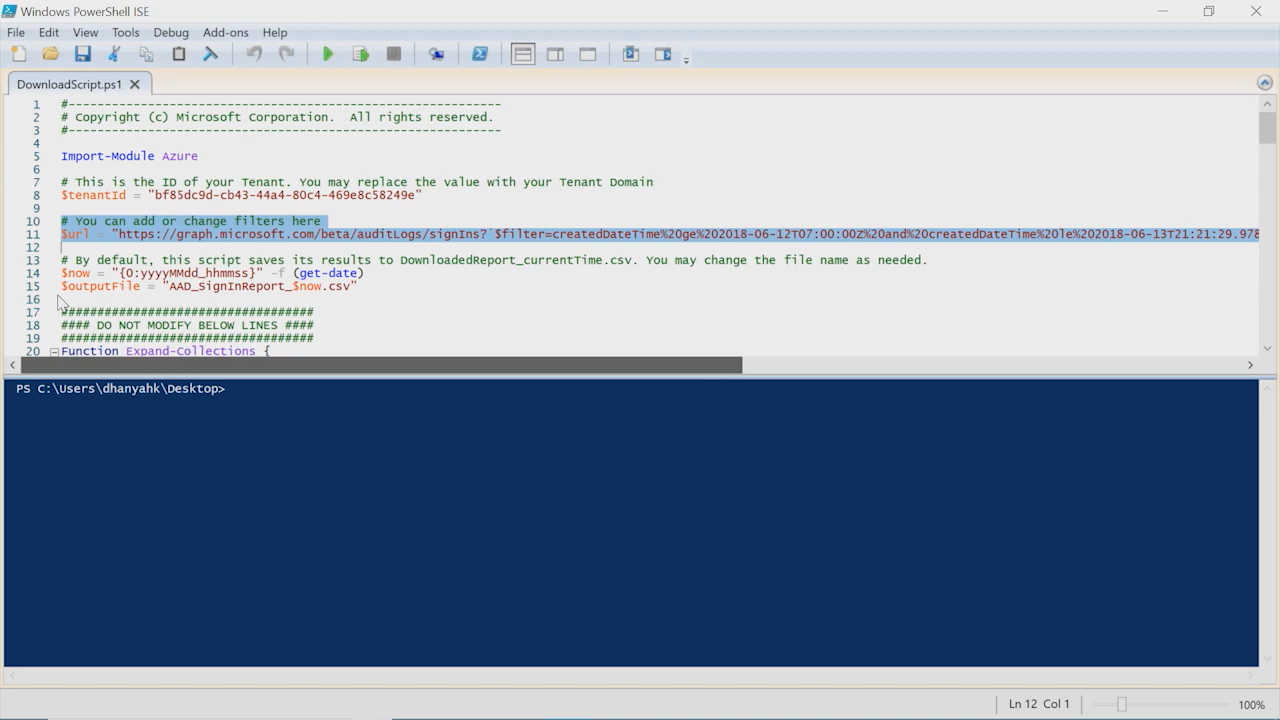 Windows PowerShell ISE
File Edit View Tools Debug Add-ons Help
DownloadScript.ps1
1 #------------------------------------------------------------
2 # Copyright (c) Microsoft Corporation.  All rights reserved.
3 #------------------------------------------------------------
4
5 Import-Module Azure
6
7 # This is the ID of your Tenant. You may replace the value with your Tenant Domain
8 $tenantId = "bf85dc9d-cb43-44a4-80c4-469e8c58249e"
9
10 # You can add or change filters here
11 $url = "https://graph.microsoft.com/beta/auditLogs/signIns?`$filter=createdDateTime%20ge%202018-06-12T07:00:00Z%20and%20createdDateTime%20le%202018-06-13T21:21:29.978
12
13 # By default, this script saves its results to DownloadedReport_currentTime.csv. You may change the file name as needed.
14 $now = "{0:yyyyMMdd_hhmmss}" -f (get-date)
15 $outputFile = "AAD_SignInReport_$now.csv"
16
17 ###################################
18 #### DO NOT MODIFY BELOW LINES ####
19 ###################################
20 Function Expand-Collections {
PS C:\Users\dhanyahk\Desktop>
Ln 12 Col 1 100%